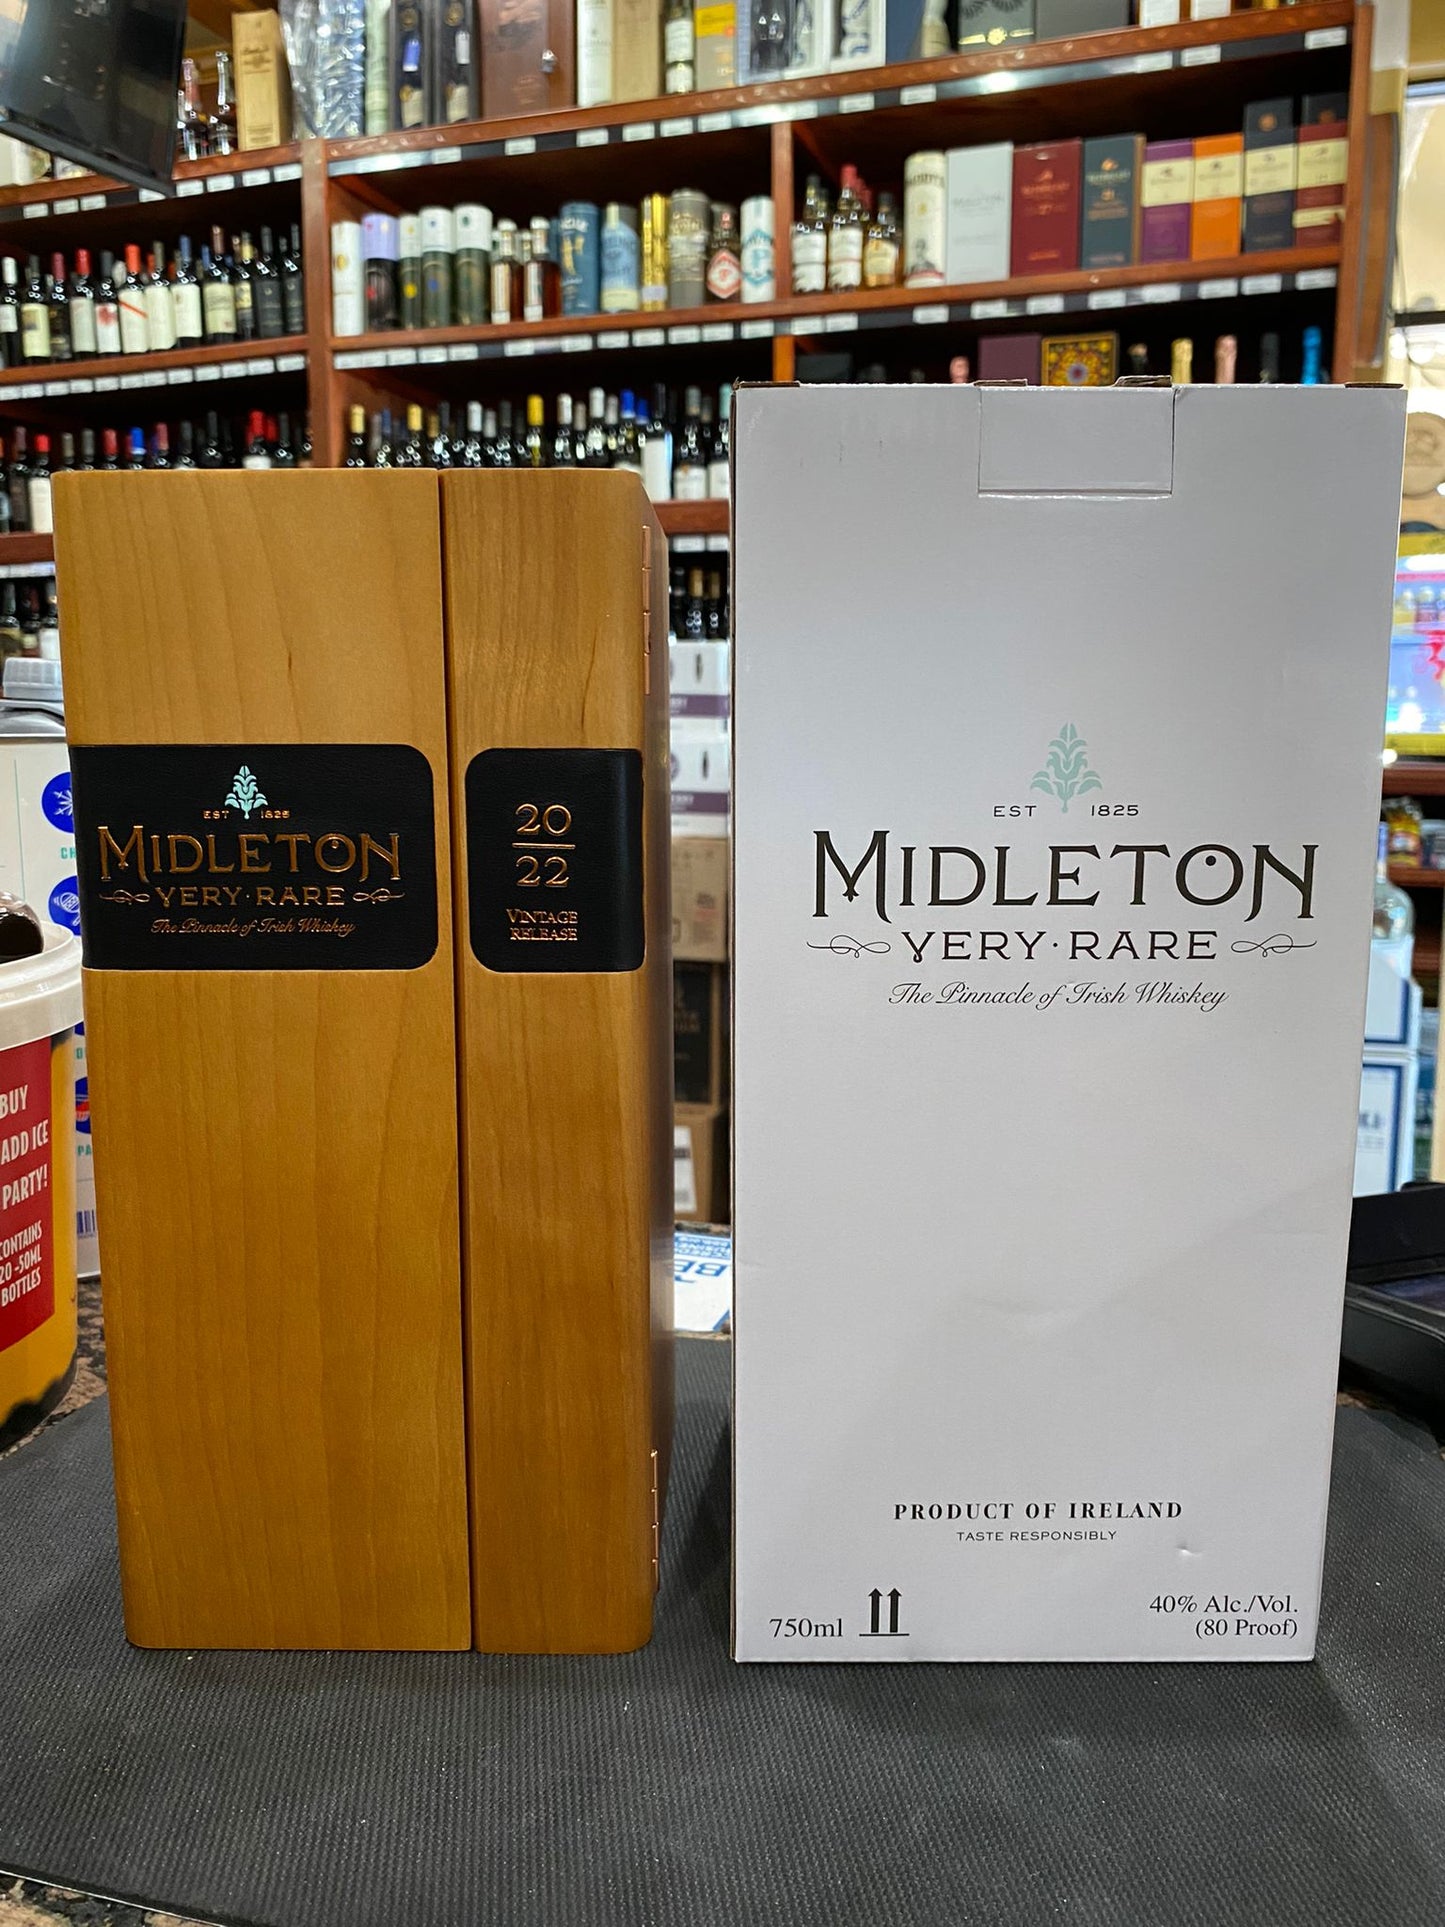 EST 1825
MIDLETON
VERY · RARE
The Pinnacle of Irish Whiskey
20
22
VINTAGE
RELEASE
EST 1825
MIDLETON
VERY · RARE
The Pinnacle of Irish Whiskey
PRODUCT OF IRELAND
TASTE RESPONSIBLY
750ml
40% Alc./Vol.
(80 Proof)
BUY
ADD ICE
PARTY!
CONTAINS
20 -50ML
BOTTLES